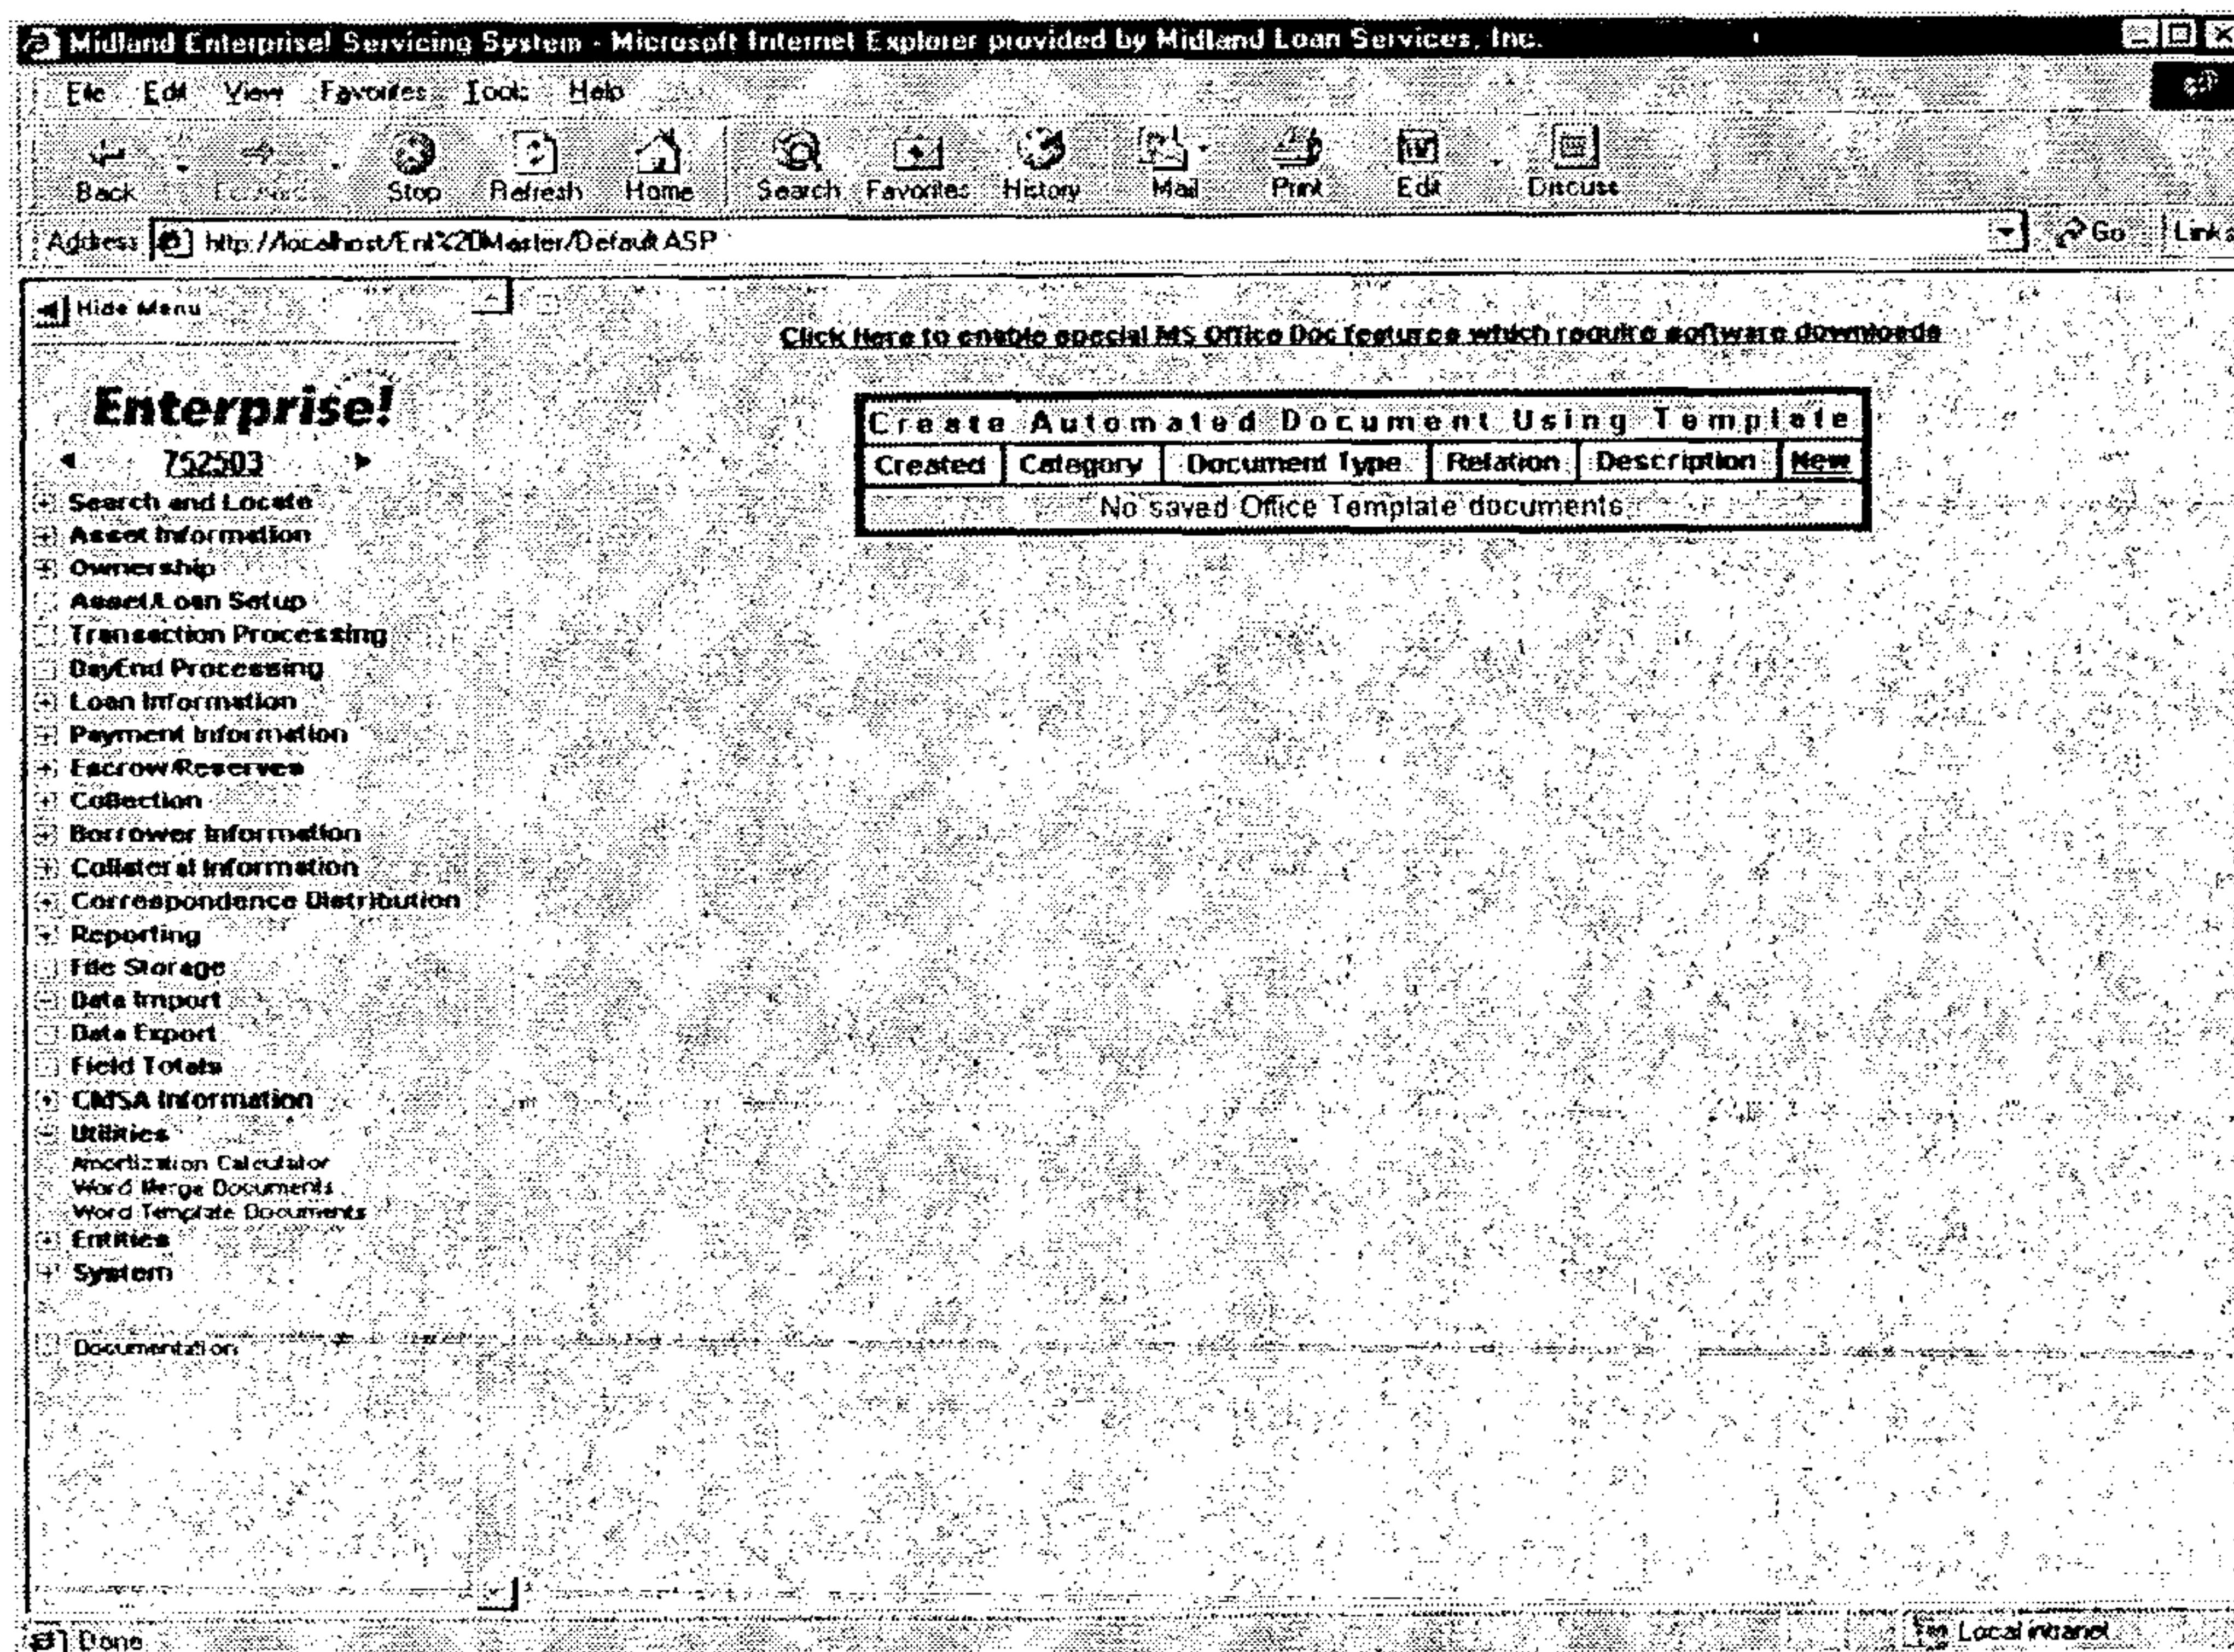 Midland Enterprise! Servicing System - Microsoft Internet Explorer provided by Midland Loan Services, Inc.
File Edit View Favorites Tools Help
Back Forward Stop Refresh Home Search Favorites History Mail Print Edit Discuss
Address http://localhost/Ent%20Master/Default.ASP Go Links
Hide Menu
Click Here to enable special MS Office Doc features which require software downloads
Enterprise!
752503
Create Automated Document Using Template
Created Category Document Type Relation Description New
No saved Office Template documents
Search and Locate
Asset Information
Ownership
Asset/Loan Setup
Transaction Processing
DayEnd Processing
Loan Information
Payment Information
Escrow/Reserves
Collection
Borrower Information
Collateral Information
Correspondence Distribution
Reporting
File Storage
Data Import
Data Export
Field Totals
CMSA Information
Utilities
Amortization Calculator
Word Merge Documents
Word Template Documents
Entities
System
Documentation
Done Local intranet